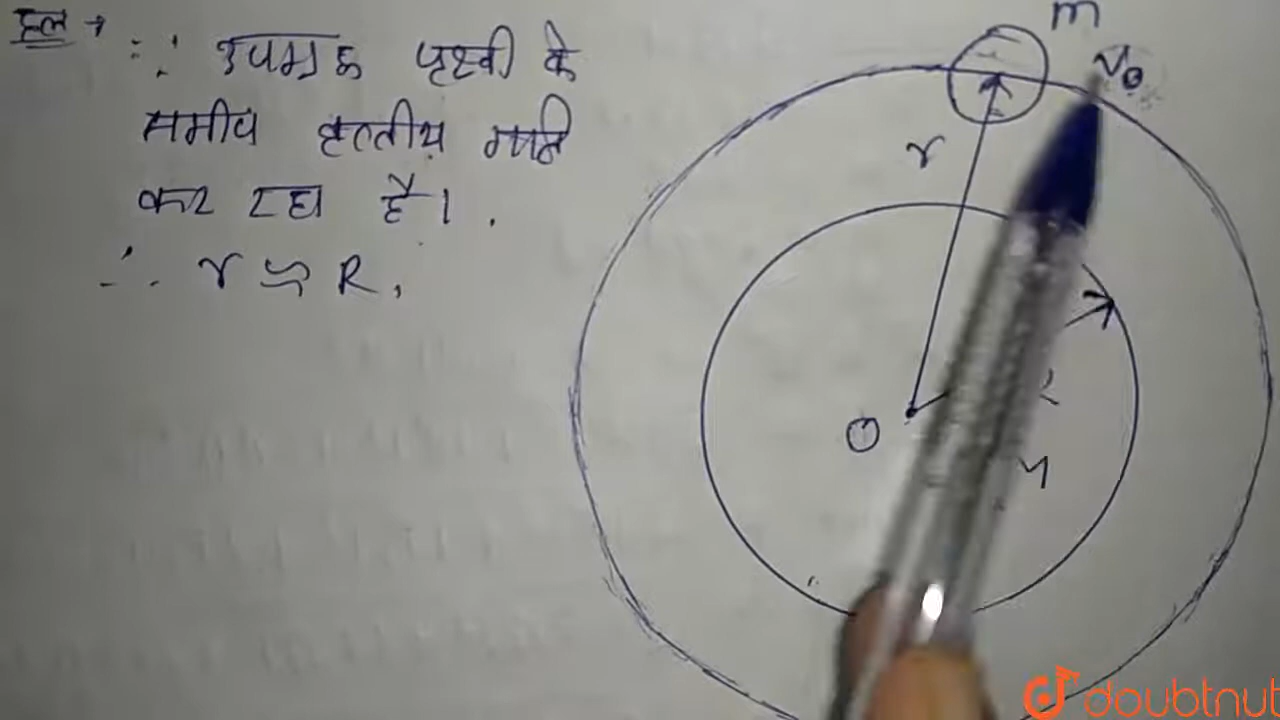 हल →
∵ उपग्रह पृथ्वी के
समीप वृत्तीय गति
कर रहा है।
∴ r ≈ R,
m
v₀
r
O
doubtnut